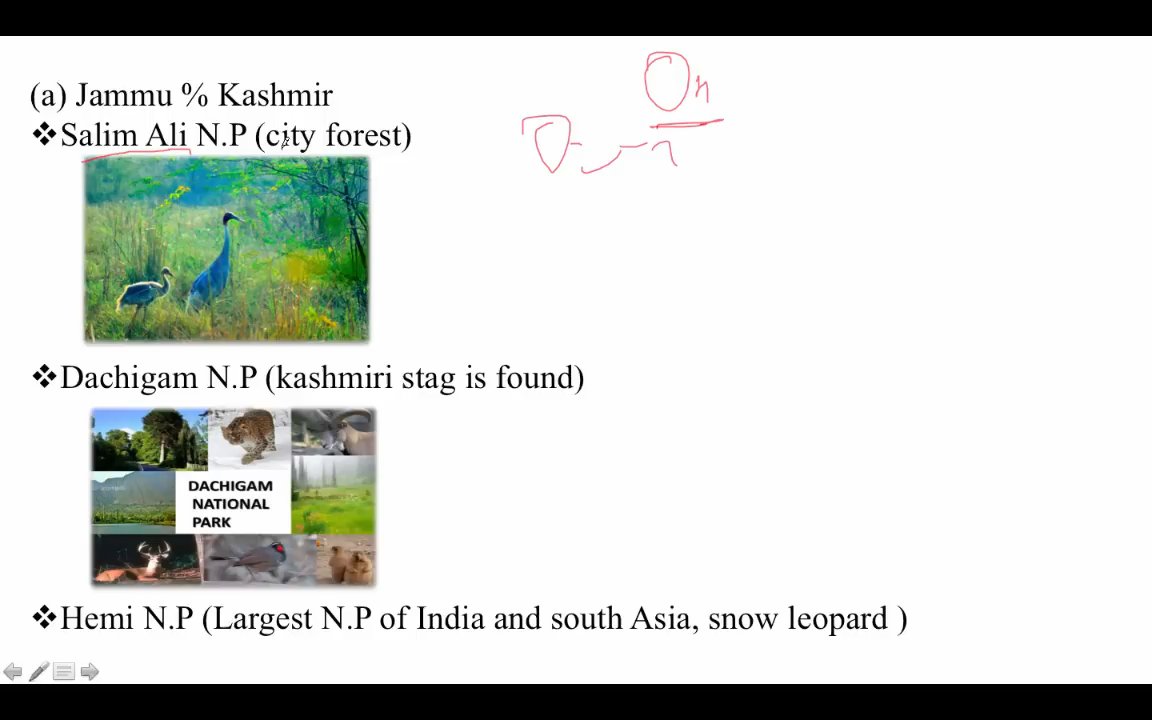 (a) Jammu % Kashmir
❖Salim Ali N.P (city forest)
❖Dachigam N.P (kashmiri stag is found)
DACHIGAM
NATIONAL
PARK
❖Hemi N.P (Largest N.P of India and south Asia, snow leopard )